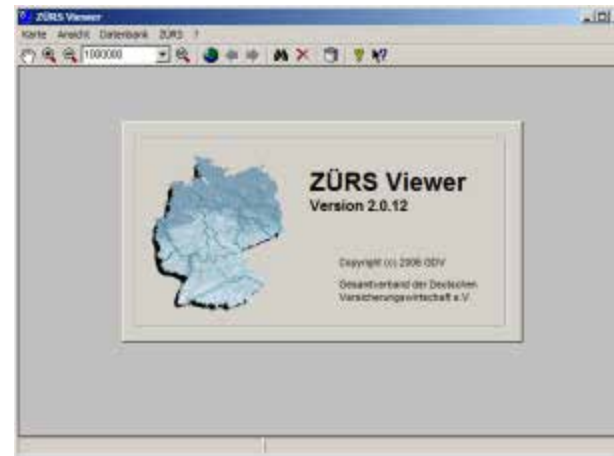 ZÜRS Viewer
Karte Ansicht Datenbank ZÜRS ?
1000000
ZÜRS Viewer
Version 2.0.12
Copyright (c) 2006 GDV
Gesamtverband der Deutschen
Versicherungswirtschaft e.V.